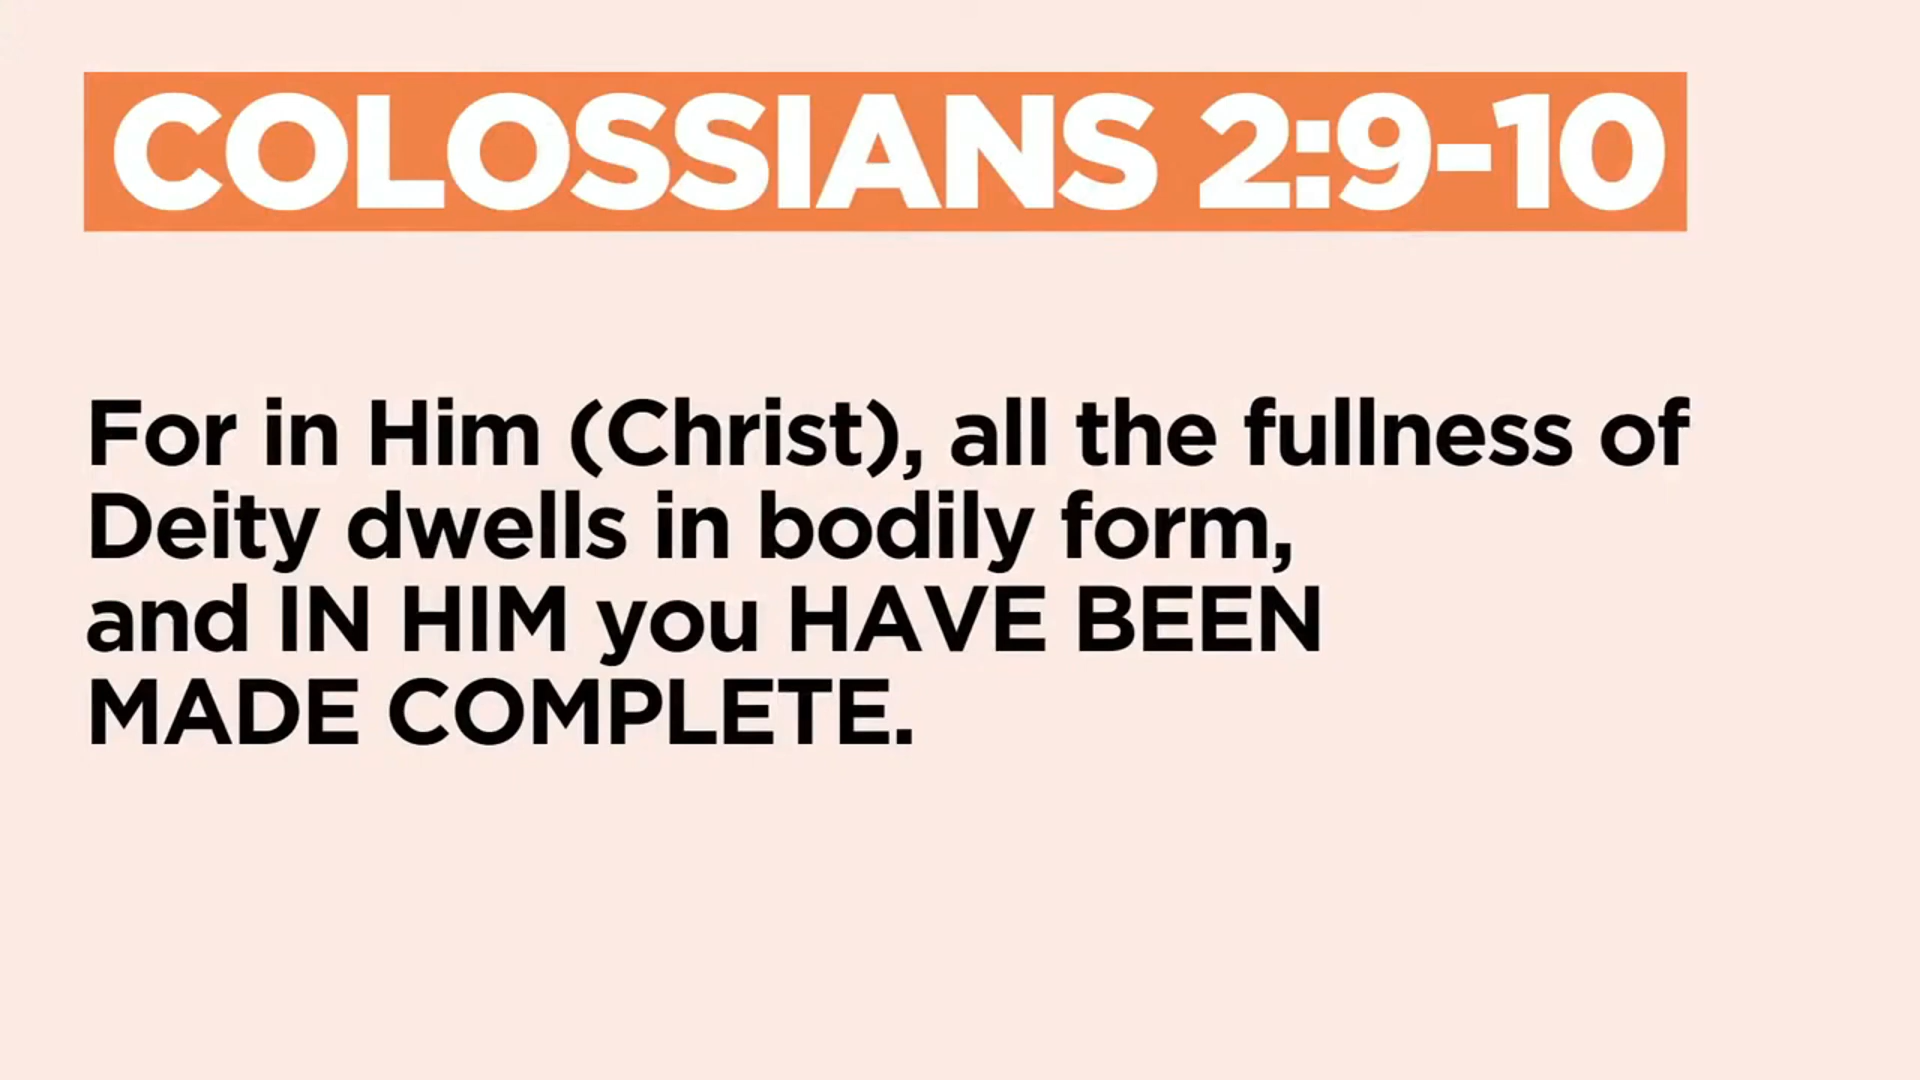 COLOSSIANS 2:9-10
For in Him (Christ), all the fullness of
Deity dwells in bodily form,
and IN HIM you HAVE BEEN
MADE COMPLETE.